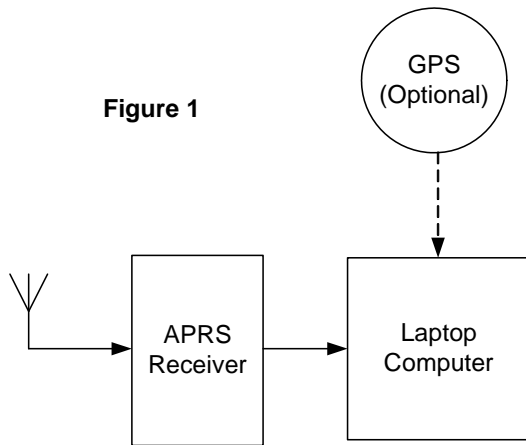 GPS
(Optional)
Figure 1
APRS
Receiver
Laptop
Computer